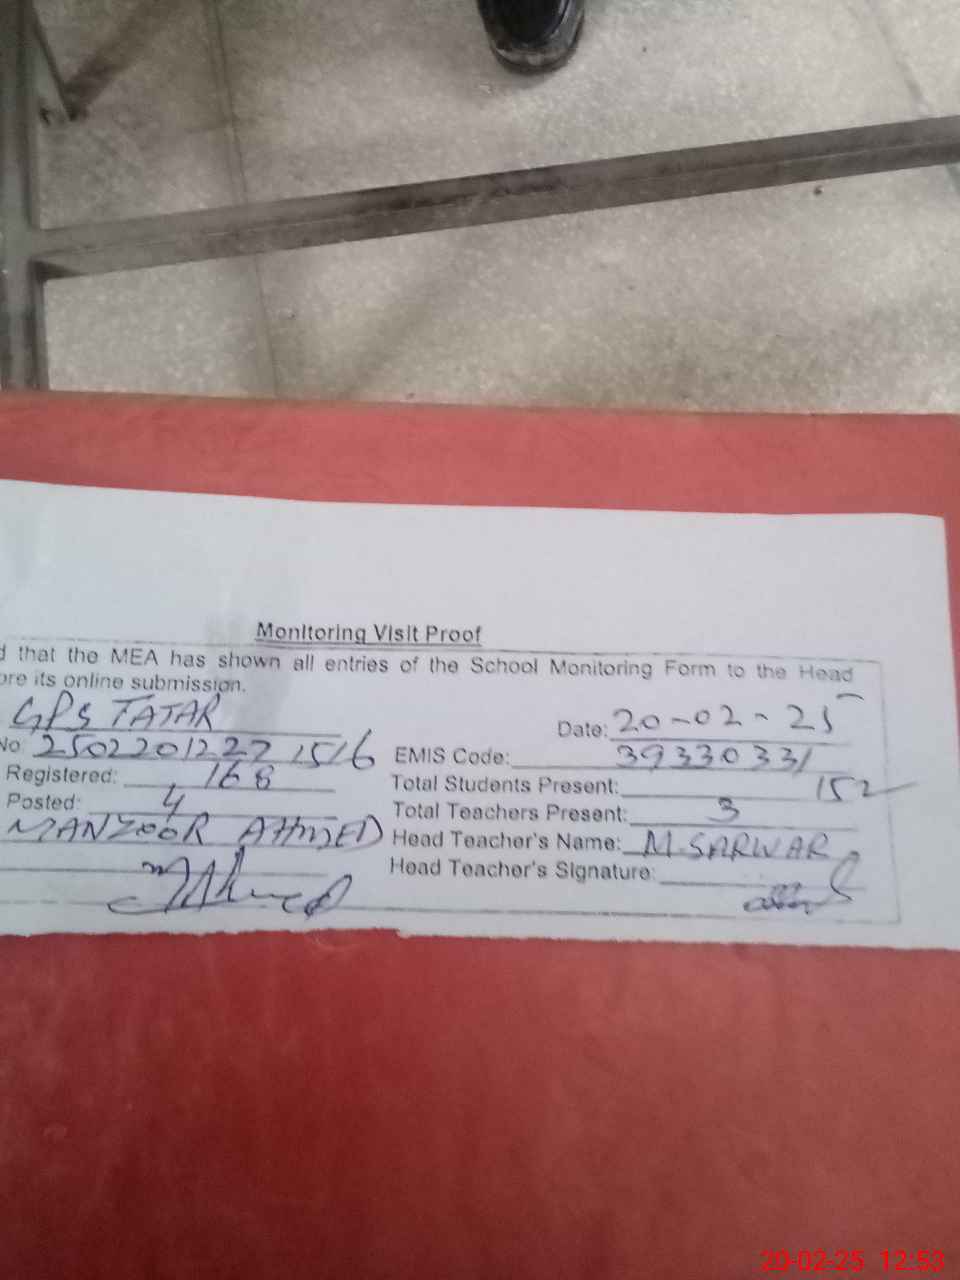 Monitoring Visit Proof
that the MEA has shown all entries of the School Monitoring Form to the Head
ore its online submission.
GPS TATAR Date: 20-02-25
No: 2502201227 1516 EMIS Code: 39330331
Registered: 168 Total Students Present: 152
Posted: 4 Total Teachers Present: 3
MANZOOR AHMED Head Teacher's Name: M. SARWAR
Head Teacher's Signature:
20-02-25 12:53